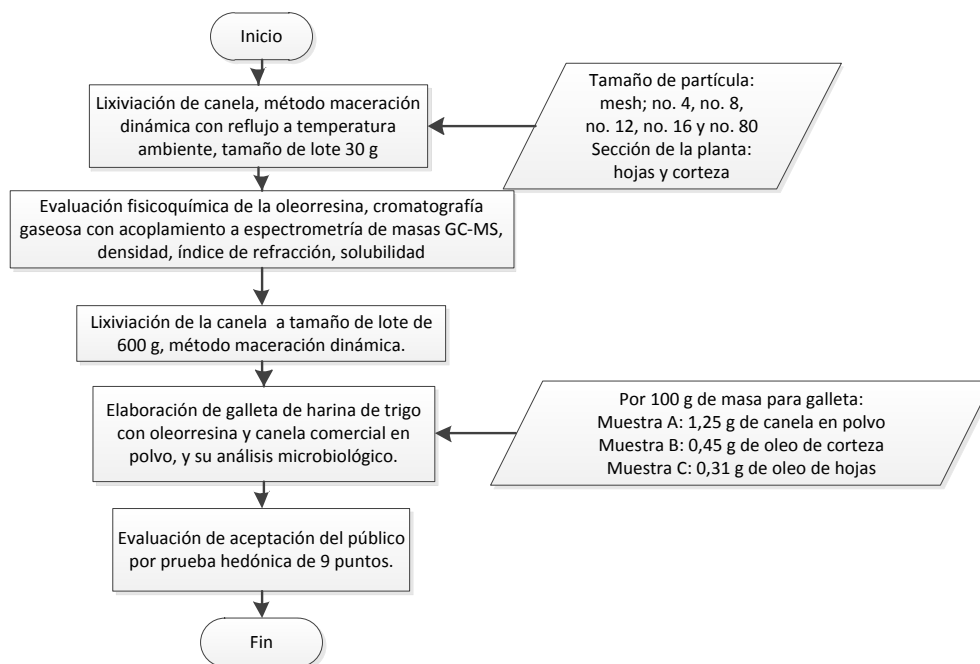 Inicio
Lixiviación de canela, método maceración
dinámica con reflujo a temperatura
ambiente, tamaño de lote 30 g
Tamaño de partícula:
mesh; no. 4, no. 8,
no. 12, no. 16 y no. 80
Sección de la planta:
hojas y corteza
Evaluación fisicoquímica de la oleorresina, cromatografía
gaseosa con acoplamiento a espectrometría de masas GC-MS,
densidad, índice de refracción, solubilidad
Lixiviación de la canela a tamaño de lote de
600 g, método maceración dinámica.
Elaboración de galleta de harina de trigo
con oleorresina y canela comercial en
polvo, y su análisis microbiológico.
Por 100 g de masa para galleta:
Muestra A: 1,25 g de canela en polvo
Muestra B: 0,45 g de oleo de corteza
Muestra C: 0,31 g de oleo de hojas
Evaluación de aceptación del público
por prueba hedónica de 9 puntos.
Fin